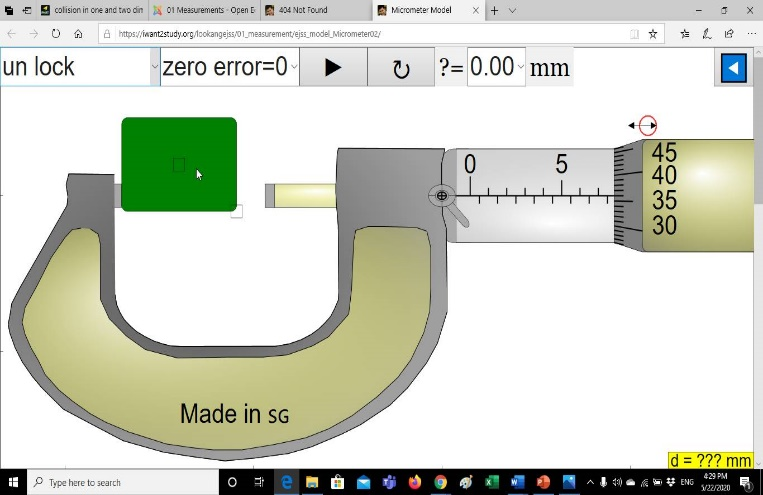 collision in one and two dim
01 Measurements - Open E
404 Not Found
Micrometer Model
https://iwant2study.org/lookangejss/01_measurement/ejss_model_Micrometer02/
un lock
zero error=0
?= 0.00 mm
0 5
45
40
35
30
Made in SG
d = ??? mm
Type here to search
ENG
4:29 PM
5/22/2020